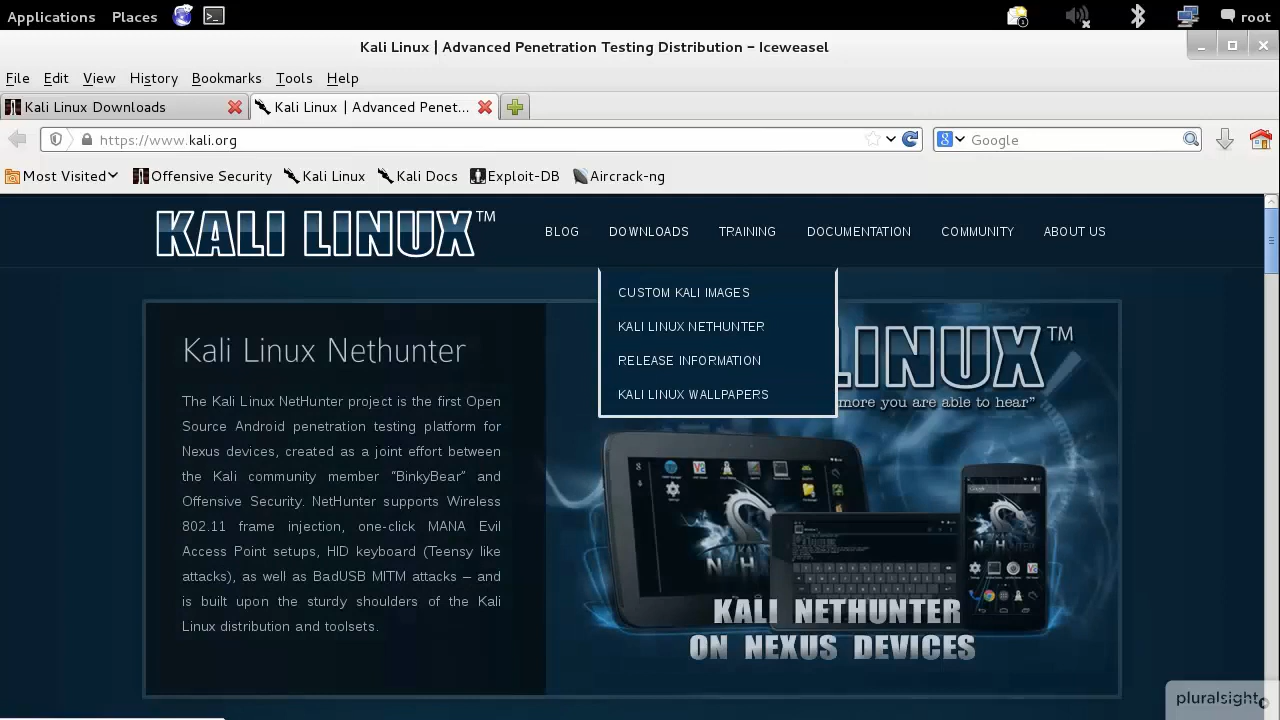 Applications Places root
Kali Linux | Advanced Penetration Testing Distribution – Iceweasel
File Edit View History Bookmarks Tools Help
Kali Linux Downloads Kali Linux | Advanced Penet...
https://www.kali.org Google
Most Visited Offensive Security Kali Linux Kali Docs Exploit-DB Aircrack-ng
KALI LINUX™ BLOG DOWNLOADS TRAINING DOCUMENTATION COMMUNITY ABOUT US
CUSTOM KALI IMAGES
KALI LINUX NETHUNTER
RELEASE INFORMATION
KALI LINUX WALLPAPERS
Kali Linux Nethunter
The Kali Linux NetHunter project is the first Open
Source Android penetration testing platform for
Nexus devices, created as a joint effort between
the Kali community member “BinkyBear” and
Offensive Security. NetHunter supports Wireless
802.11 frame injection, one-click MANA Evil
Access Point setups, HID keyboard (Teensy like
attacks), as well as BadUSB MITM attacks – and
is built upon the sturdy shoulders of the Kali
Linux distribution and toolsets.
LINUX™
more you are able to hear”
KALI NETHUNTER
ON NEXUS DEVICES
pluralsight